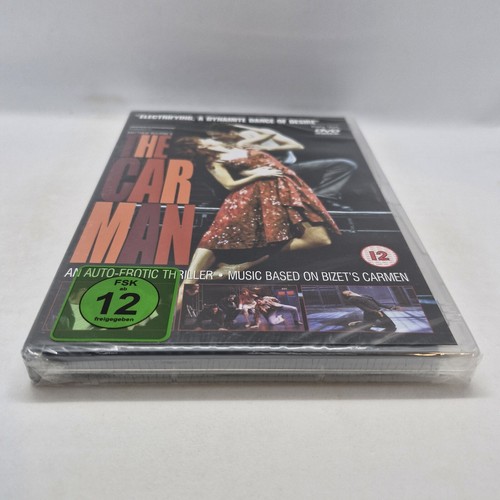 "ELECTRIFYING. A DYNAMITE DANCE OF DESIRE"
DVD
THE
CAR
MAN
12
AN AUTO-EROTIC THRILLER • MUSIC BASED ON BIZET'S CARMEN
FSK
ab
12
freigegeben